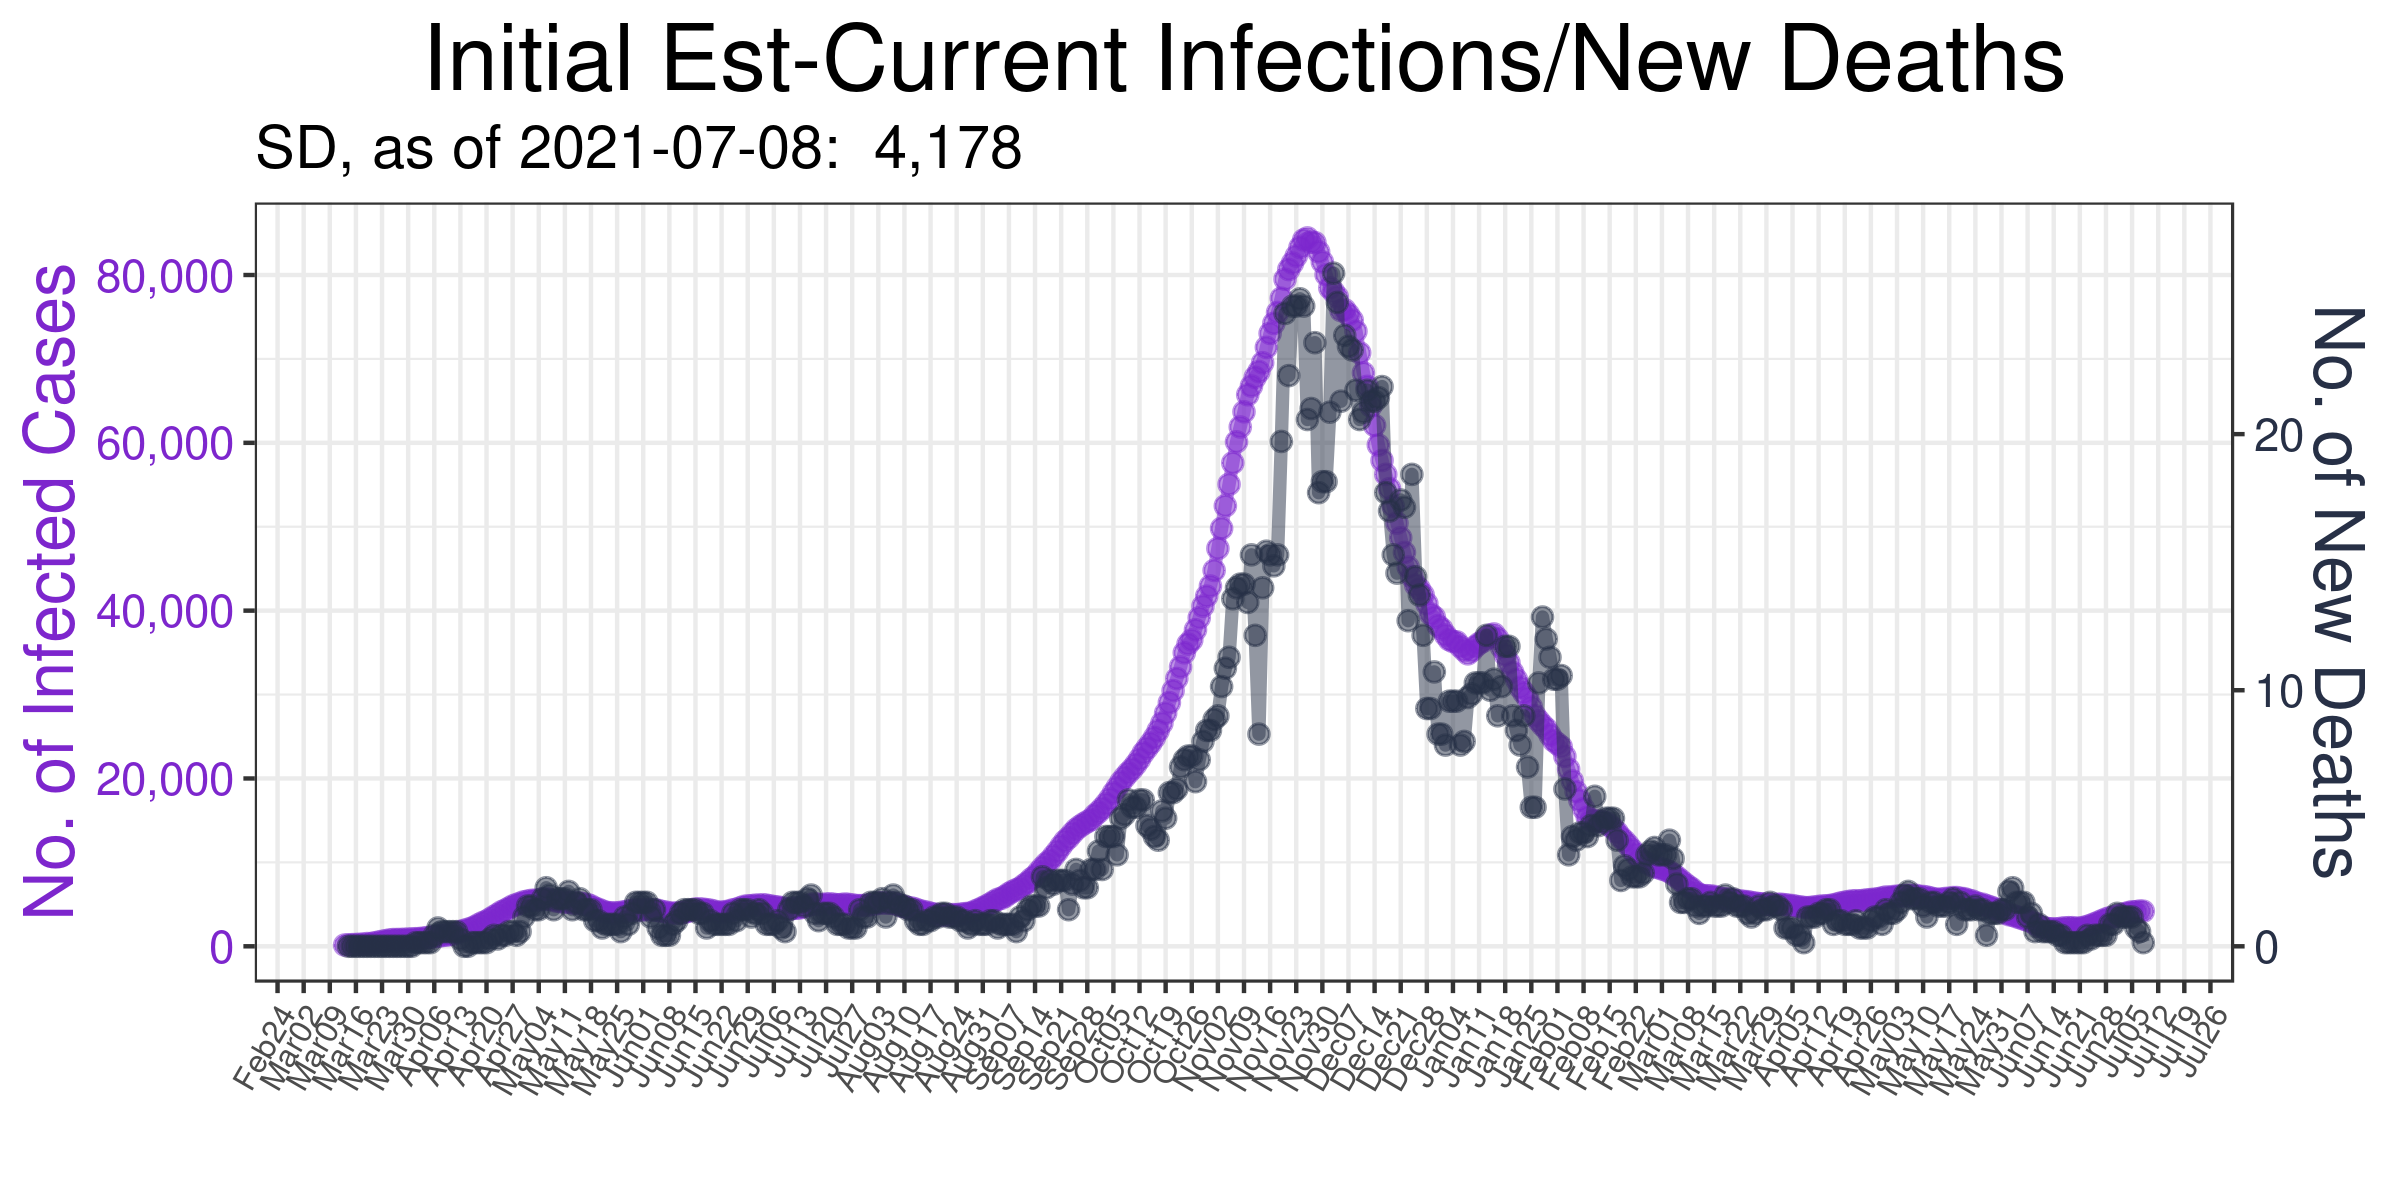 Initial Est-Current Infections/New Deaths
SD, as of 2021-07-08:  4,178
No. of Infected Cases
80,000
60,000
40,000
20,000
0
20
10
0
No. of New Deaths
Feb24 Mar02 Mar09 Mar16 Mar23 Mar30 Apr06 Apr13 Apr20 Apr27 May04 May11 May18 May25 Jun01 Jun08 Jun15 Jun22 Jun29 Jul06 Jul13 Jul20 Jul27 Aug03 Aug10 Aug17 Aug24 Aug31 Sep07 Sep14 Sep21 Sep28 Oct05 Oct12 Oct19 Oct26 Nov02 Nov09 Nov16 Nov23 Nov30 Dec07 Dec14 Dec21 Dec28 Jan04 Jan11 Jan18 Jan25 Feb01 Feb08 Feb15 Feb22 Mar01 Mar08 Mar15 Mar22 Mar29 Apr05 Apr12 Apr19 Apr26 May03 May10 May17 May24 May31 Jun07 Jun14 Jun21 Jun28 Jul05 Jul12 Jul19 Jul26